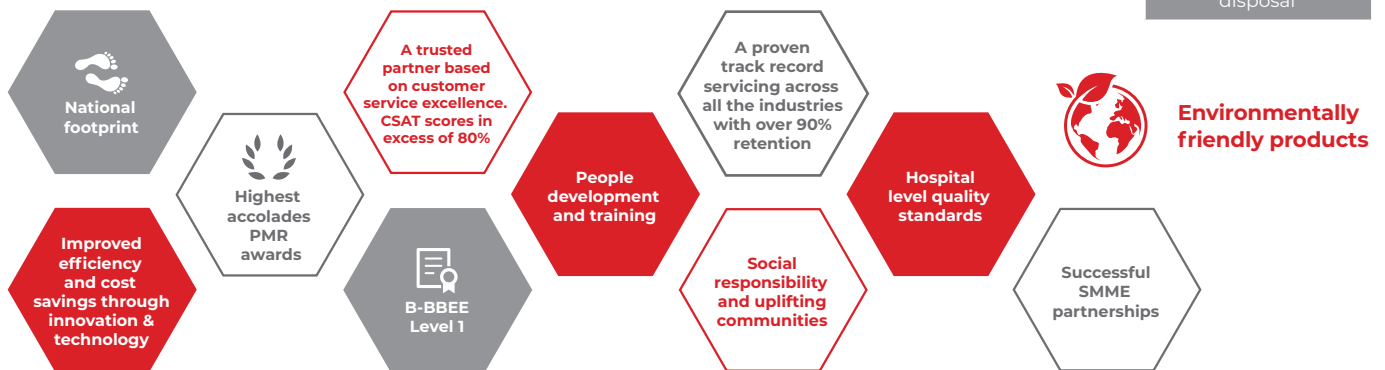 disposal
National
footprint
Improved
efficiency
and cost
savings through
innovation &
technology
Highest
accolades
PMR
awards
A trusted
partner based
on customer
service excellence.
CSAT scores in
excess of 80%
B-BBEE
Level 1
People
development
and training
A proven
track record
servicing across
all the industries
with over 90%
retention
Social
responsibility
and uplifting
communities
Hospital
level quality
standards
Environmentally
friendly products
Successful
SMME
partnerships